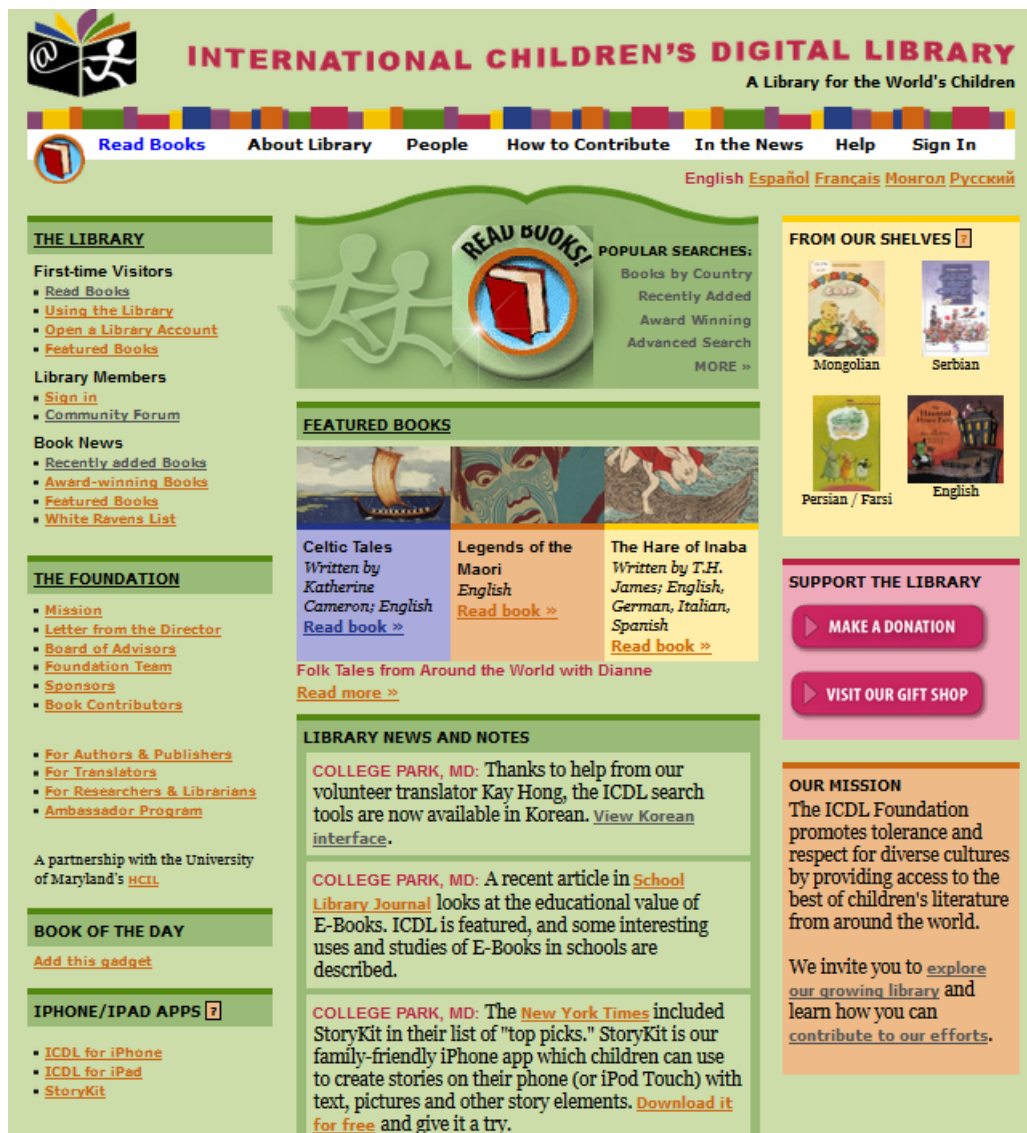 @
INTERNATIONAL CHILDREN'S DIGITAL LIBRARY
A Library for the World's Children
Read Books About Library People How to Contribute In the News Help Sign In
English Español Français Монгол Русский
THE LIBRARY
First-time Visitors
Read Books
Using the Library
Open a Library Account
Featured Books
Library Members
Sign in
Community Forum
Book News
Recently added Books
Award-winning Books
Featured Books
White Ravens List
THE FOUNDATION
Mission
Letter from the Director
Board of Advisors
Foundation Team
Sponsors
Book Contributors
For Authors & Publishers
For Translators
For Researchers & Librarians
Ambassador Program
A partnership with the University
of Maryland's HCIL
BOOK OF THE DAY
Add this gadget
IPHONE/IPAD APPS ?
ICDL for iPhone
ICDL for iPad
StoryKit
READ BOOKS!
POPULAR SEARCHES:
Books by Country
Recently Added
Award Winning
Advanced Search
MORE »
FEATURED BOOKS
Celtic Tales
Written by
Katherine
Cameron; English
Read book »
Legends of the
Maori
English
Read book »
The Hare of Inaba
Written by T.H.
James; English,
German, Italian,
Spanish
Read book »
Folk Tales from Around the World with Dianne
Read more »
LIBRARY NEWS AND NOTES
COLLEGE PARK, MD: Thanks to help from our
volunteer translator Kay Hong, the ICDL search
tools are now available in Korean. View Korean
interface.
COLLEGE PARK, MD: A recent article in School
Library Journal looks at the educational value of
E-Books. ICDL is featured, and some interesting
uses and studies of E-Books in schools are
described.
COLLEGE PARK, MD: The New York Times included
StoryKit in their list of "top picks." StoryKit is our
family-friendly iPhone app which children can use
to create stories on their phone (or iPod Touch) with
text, pictures and other story elements. Download it
for free and give it a try.
FROM OUR SHELVES ?
Mongolian
Serbian
Persian / Farsi
The
Haunted
House Party
English
SUPPORT THE LIBRARY
MAKE A DONATION
VISIT OUR GIFT SHOP
OUR MISSION
The ICDL Foundation
promotes tolerance and
respect for diverse cultures
by providing access to the
best of children's literature
from around the world.
We invite you to explore
our growing library and
learn how you can
contribute to our efforts.